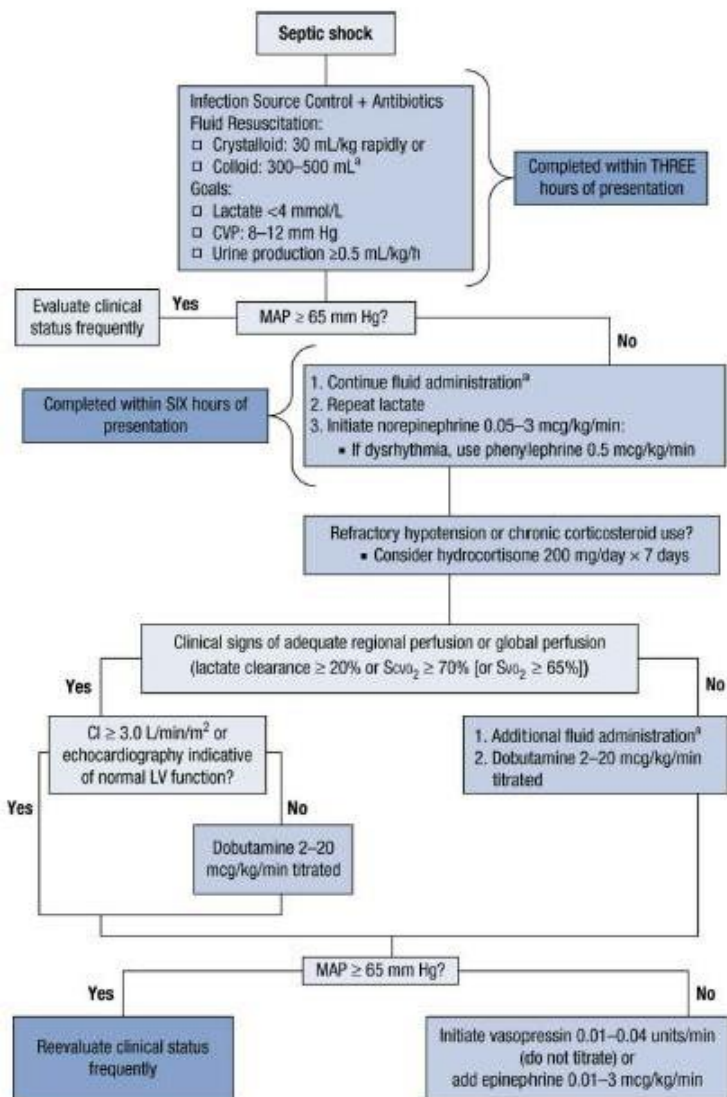 Septic shock
Infection Source Control + Antibiotics
Fluid Resuscitation:
□ Crystalloid: 30 mL/kg rapidly or
□ Colloid: 300–500 mLᵃ
Goals:
□ Lactate <4 mmol/L
□ CVP: 8–12 mm Hg
□ Urine production ≥0.5 mL/kg/h
Completed within THREE
hours of presentation
MAP ≥ 65 mm Hg?
Yes
Evaluate clinical
status frequently
No
Completed within SIX hours of
presentation
1. Continue fluid administrationᵃ
2. Repeat lactate
3. Initiate norepinephrine 0.05–3 mcg/kg/min:
▪ If dysrhythmia, use phenylephrine 0.5 mcg/kg/min
Refractory hypotension or chronic corticosteroid use?
▪ Consider hydrocortisone 200 mg/day × 7 days
Clinical signs of adequate regional perfusion or global perfusion
(lactate clearance ≥ 20% or Scvo₂ ≥ 70% [or Svo₂ ≥ 65%])
Yes
No
CI ≥ 3.0 L/min/m² or
echocardiography indicative
of normal LV function?
1. Additional fluid administrationᵃ
2. Dobutamine 2–20 mcg/kg/min
titrated
Yes
No
Dobutamine 2–20
mcg/kg/min titrated
MAP ≥ 65 mm Hg?
Yes
No
Reevaluate clinical status
frequently
Initiate vasopressin 0.01–0.04 units/min
(do not titrate) or
add epinephrine 0.01–3 mcg/kg/min